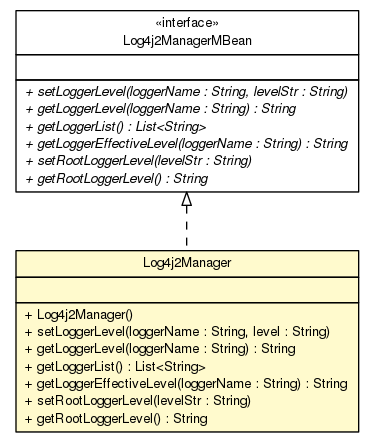 «interface»
Log4j2ManagerMBean
+ setLoggerLevel(loggerName : String, levelStr : String)
+ getLoggerLevel(loggerName : String) : String
+ getLoggerList() : List<String>
+ getLoggerEffectiveLevel(loggerName : String) : String
+ setRootLoggerLevel(levelStr : String)
+ getRootLoggerLevel() : String
Log4j2Manager
+ Log4j2Manager()
+ setLoggerLevel(loggerName : String, level : String)
+ getLoggerLevel(loggerName : String) : String
+ getLoggerList() : List<String>
+ getLoggerEffectiveLevel(loggerName : String) : String
+ setRootLoggerLevel(levelStr : String)
+ getRootLoggerLevel() : String